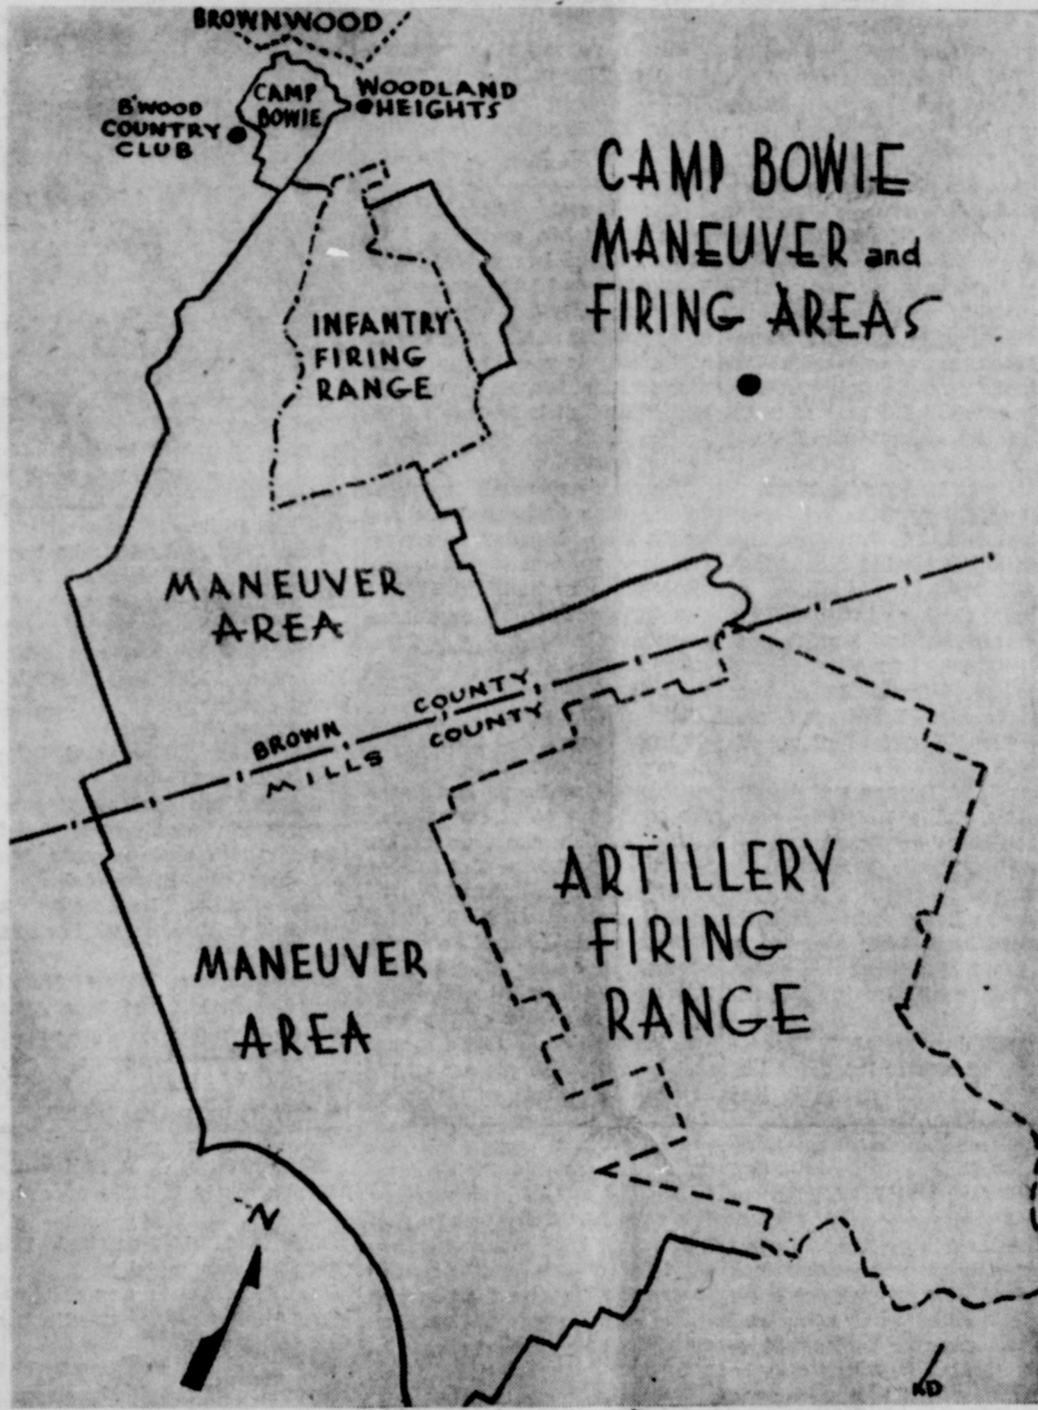 BROWNWOOD
CAMP
BOWIE
WOODLAND
HEIGHTS
B'WOOD
COUNTRY
CLUB
CAMP BOWIE
MANEUVER and
FIRING AREAS
INFANTRY
FIRING
RANGE
MANEUVER
AREA
BROWN COUNTY
MILLS COUNTY
ARTILLERY
FIRING
RANGE
MANEUVER
AREA
N